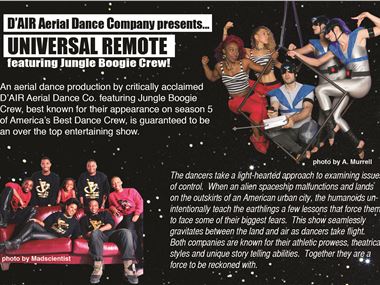 D'AIR Aerial Dance Company presents...
UNIVERSAL REMOTE
featuring Jungle Boogie Crew!
An aerial dance production by critically acclaimed
D'AIR Aerial Dance Co. featuring Jungle Boogie
Crew, best known for their appearance on season 5
of America's Best Dance Crew, is guaranteed to be
an over the top entertaining show.
photo by A. Murrell
The dancers take a light-hearted approach to examining issues
of control. When an alien spaceship malfunctions and lands
on the outskirts of an American urban city, the humanoids un-
intentionally teach the earthlings a few lessons that force them
to face some of their biggest fears. This show seamlessly
gravitates between the land and air as dancers take flight.
Both companies are known for their athletic prowess, theatrical
styles and unique story telling abilities. Together they are a
force to be reckoned with.
photo by Madscientist